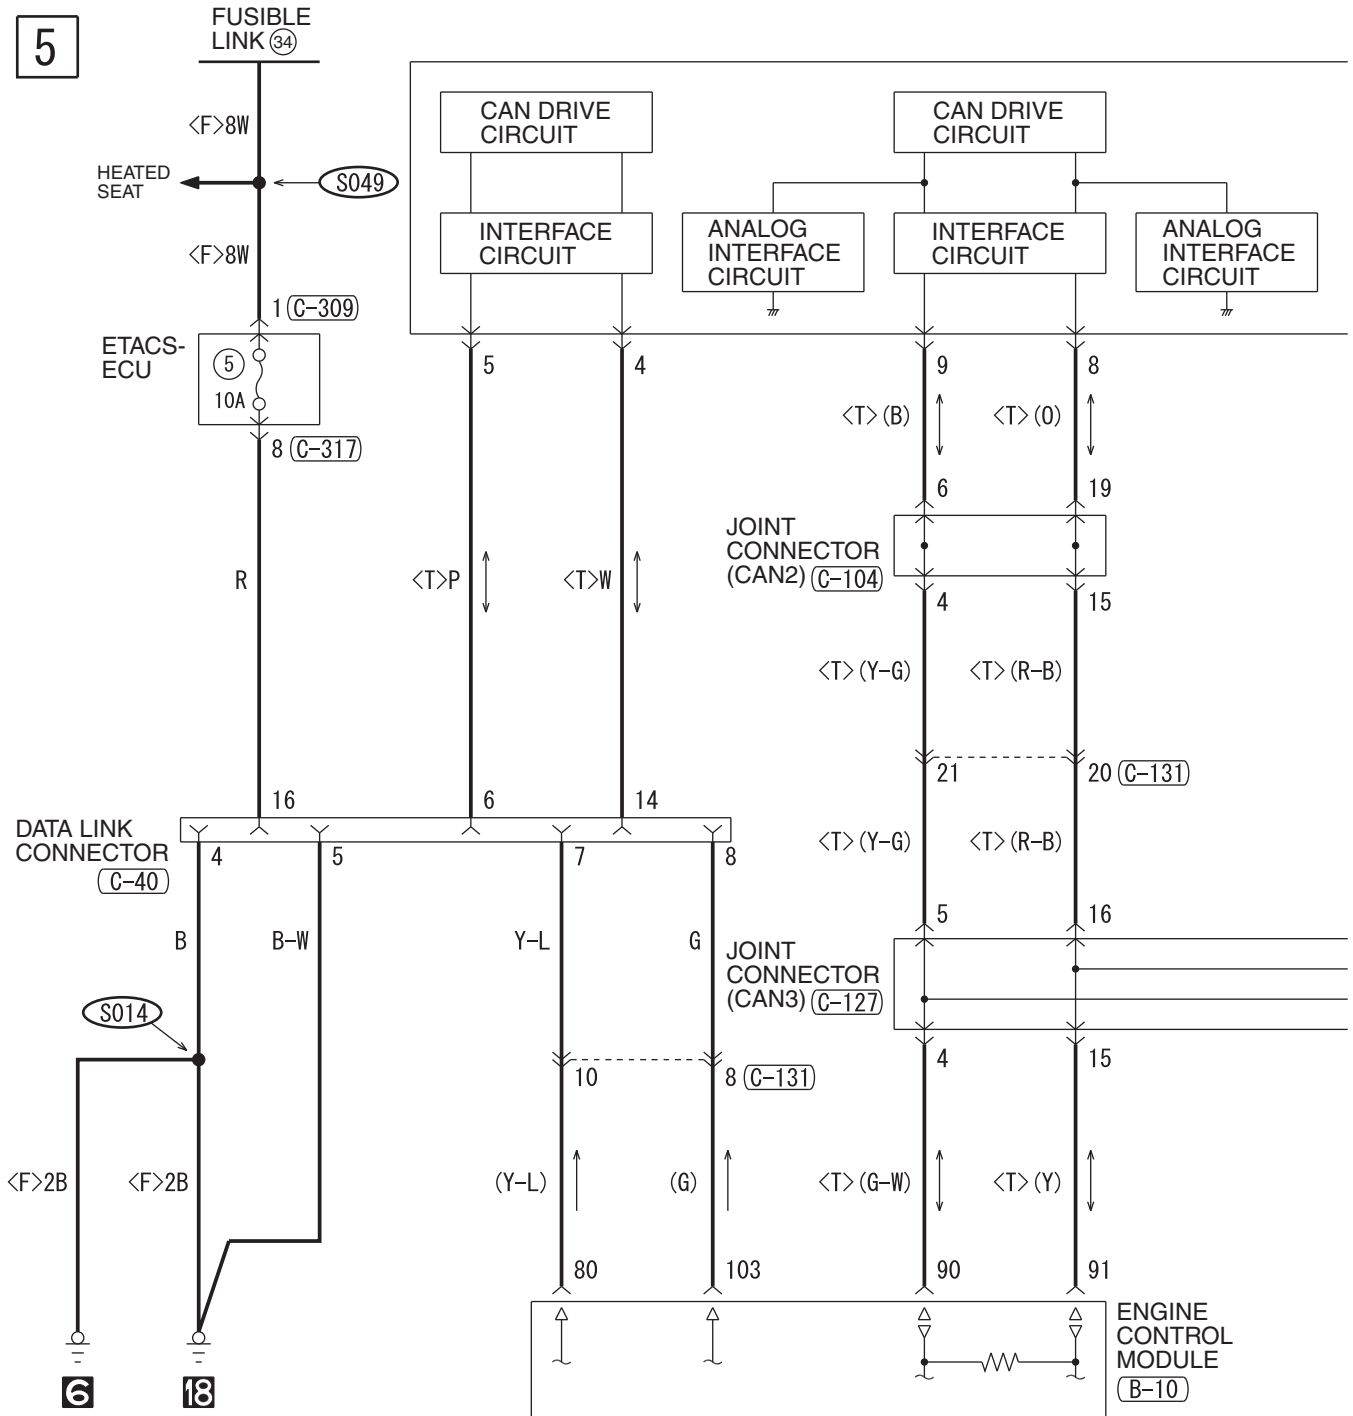 5
FUSIBLE
LINK 34
<F>8W
HEATED
SEAT
S049
<F>8W
1 C-309
ETACS-
ECU
5
10A
8 C-317
R
CAN DRIVE
CIRCUIT
INTERFACE
CIRCUIT
ANALOG
INTERFACE
CIRCUIT
CAN DRIVE
CIRCUIT
INTERFACE
CIRCUIT
ANALOG
INTERFACE
CIRCUIT
5 4 9 8
<T>(B) <T>(O)
6 19
JOINT
CONNECTOR
(CAN2) C-104
4 15
<T>P <T>W
<T>(Y-G) <T>(R-B)
21 20 C-131
<T>(Y-G) <T>(R-B)
16 6 14
DATA LINK
CONNECTOR
C-40
4 5 7 8
B B-W Y-L G
5 16
JOINT
CONNECTOR
(CAN3) C-127
4 15
S014
10 8 C-131
<F>2B <F>2B (Y-L) (G) <T>(G-W) <T>(Y)
80 103 90 91
ENGINE
CONTROL
MODULE
B-10
6 18